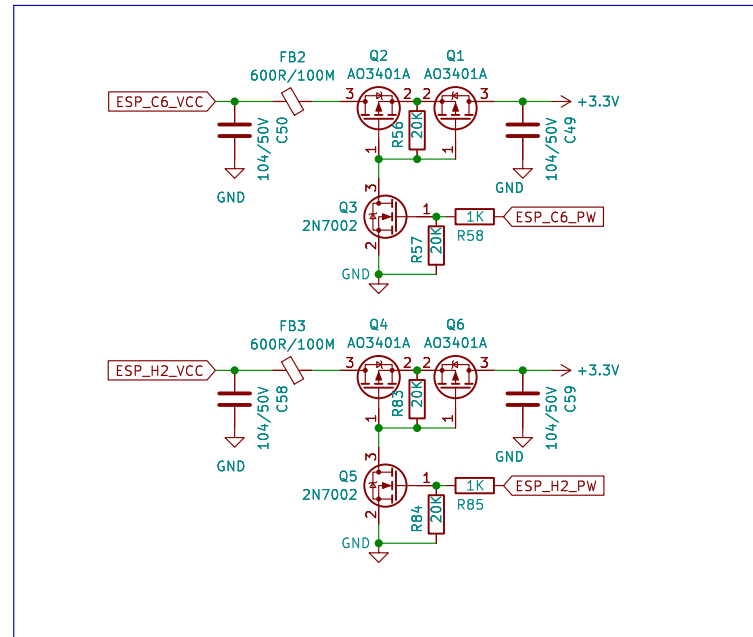 FB2
600R/100M
Q2
AO3401A
Q1
AO3401A
ESP_C6_VCC
3
2
2
3
+3.3V
104/50V
C50
R56
20K
104/50V
C49
1
1
GND
GND
3
Q3
2N7002
1
1K
ESP_C6_PW
R58
2
R57
20K
GND
FB3
600R/100M
Q4
AO3401A
Q6
AO3401A
ESP_H2_VCC
3
2
2
3
+3.3V
104/50V
C58
R83
20K
104/50V
C59
1
1
GND
GND
3
Q5
2N7002
1
1K
ESP_H2_PW
R85
2
R84
20K
GND